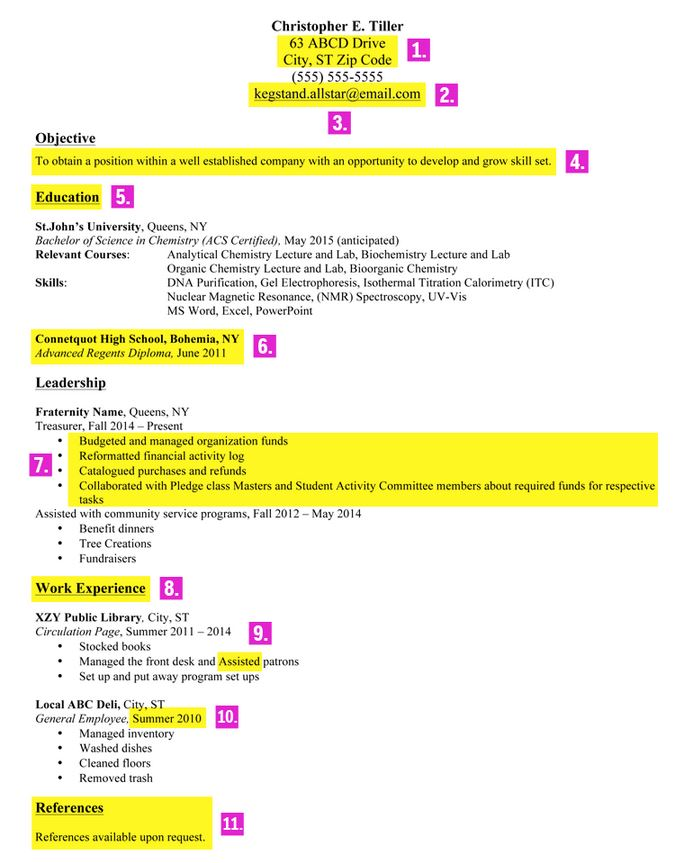 Christopher E. Tiller
63 ABCD Drive 1.
City, ST Zip Code
(555) 555-5555
kegstand.allstar@email.com 2.
3.
Objective
To obtain a position within a well established company with an opportunity to develop and grow skill set. 4.
Education 5.
St.John's University, Queens, NY
Bachelor of Science in Chemistry (ACS Certified), May 2015 (anticipated)
Relevant Courses: Analytical Chemistry Lecture and Lab, Biochemistry Lecture and Lab
Organic Chemistry Lecture and Lab, Bioorganic Chemistry
Skills: DNA Purification, Gel Electrophoresis, Isothermal Titration Calorimetry (ITC)
Nuclear Magnetic Resonance, (NMR) Spectroscopy, UV-Vis
MS Word, Excel, PowerPoint
Connetquot High School, Bohemia, NY
Advanced Regents Diploma, June 2011 6.
Leadership
Fraternity Name, Queens, NY
Treasurer, Fall 2014 – Present
• Budgeted and managed organization funds
• Reformatted financial activity log
7. • Catalogued purchases and refunds
• Collaborated with Pledge class Masters and Student Activity Committee members about required funds for respective
tasks
Assisted with community service programs, Fall 2012 – May 2014
• Benefit dinners
• Tree Creations
• Fundraisers
Work Experience 8.
XZY Public Library, City, ST
Circulation Page, Summer 2011 – 2014 9.
• Stocked books
• Managed the front desk and Assisted patrons
• Set up and put away program set ups
Local ABC Deli, City, ST
General Employee, Summer 2010 10.
• Managed inventory
• Washed dishes
• Cleaned floors
• Removed trash
References
11.
References available upon request.